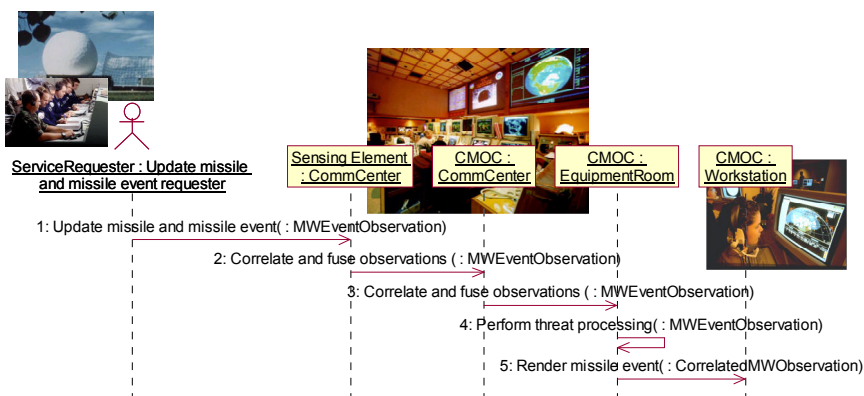 ServiceRequester : Update missile
and missile event requester
Sensing Element
: CommCenter
CMOC :
CommCenter
CMOC :
EquipmentRoom
CMOC :
Workstation
1: Update missile and missile event( : MWEventObservation)
2: Correlate and fuse observations ( : MWEventObservation)
3: Correlate and fuse observations ( : MWEventObservation)
4: Perform threat processing( : MWEventObservation)
5: Render missile event( : CorrelatedMWObservation)